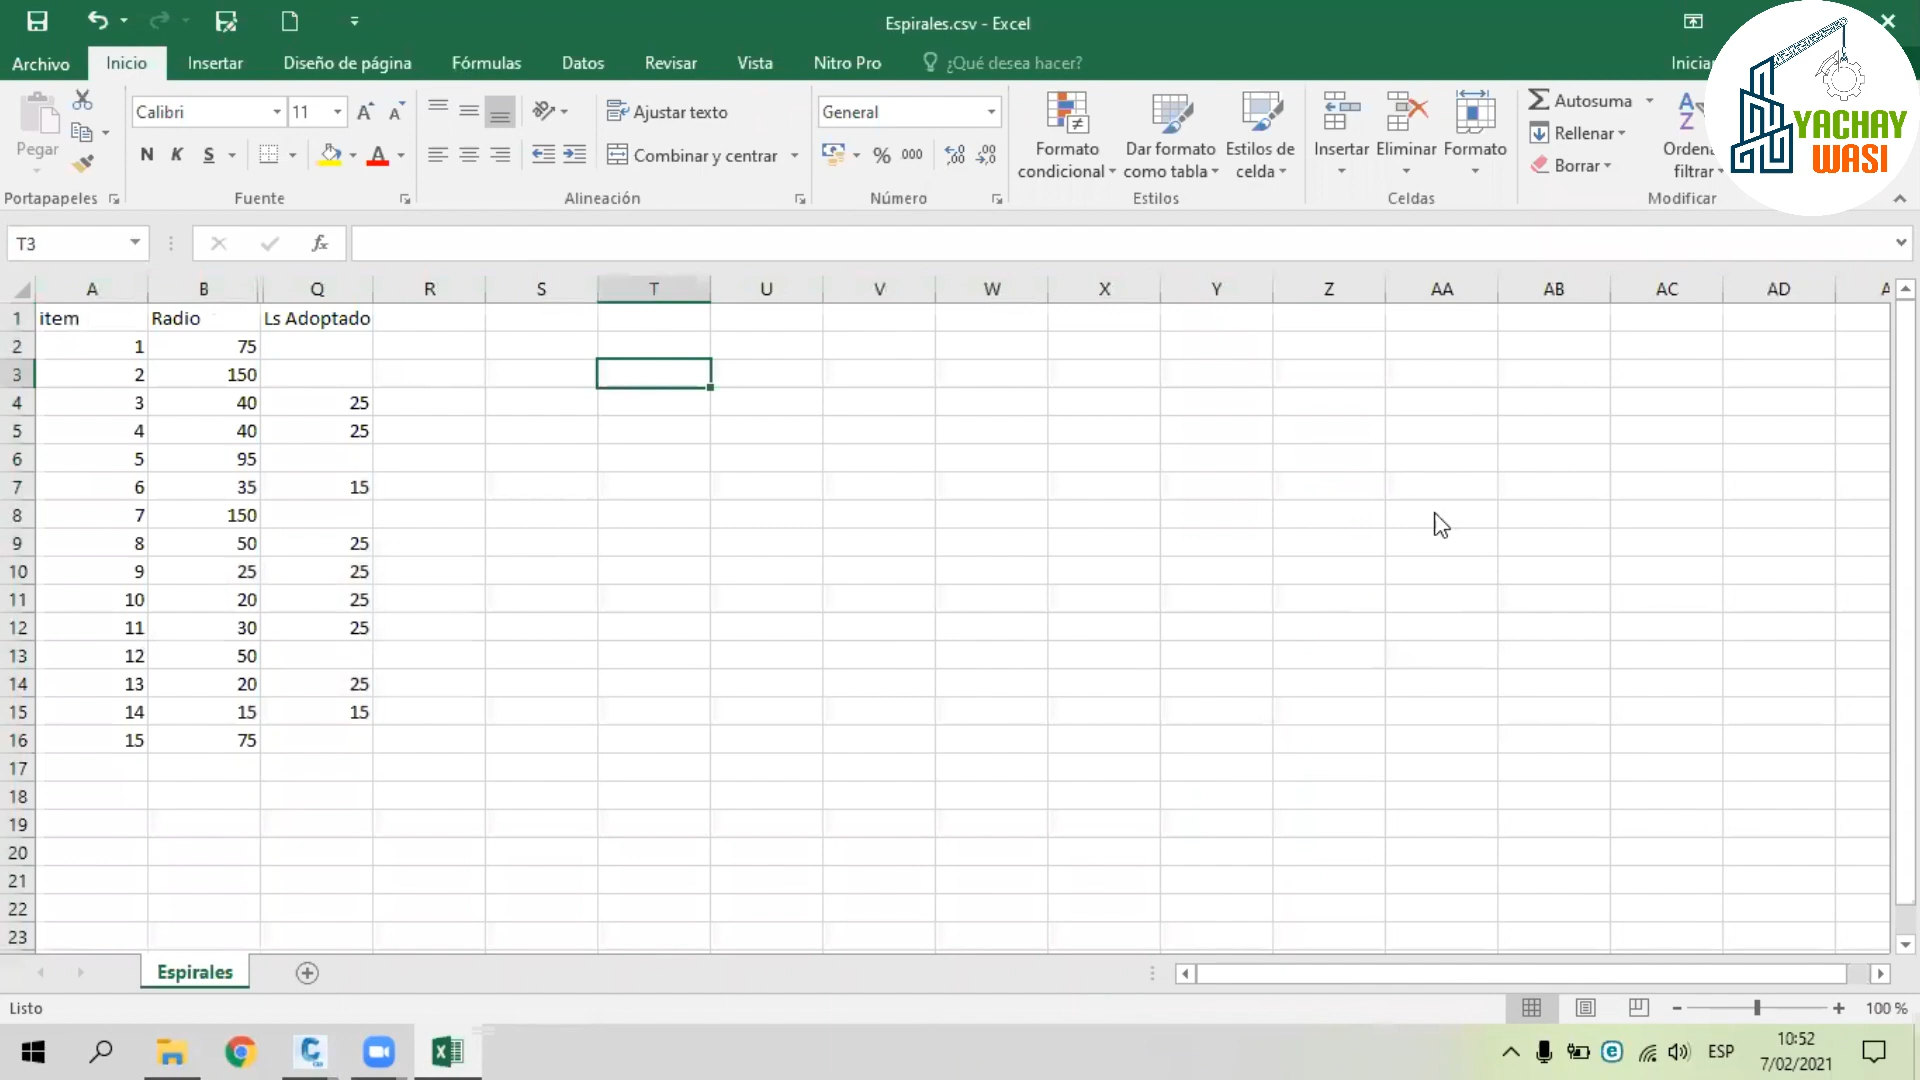 Espirales.csv - Excel
Archivo Inicio Insertar Diseño de página Fórmulas Datos Revisar Vista Nitro Pro ¿Qué desea hacer?
Pegar
Portapapeles
Calibri 11
N K S
Fuente
Ajustar texto
Combinar y centrar
Alineación
General
% 000
Número
Formato condicional
Dar formato como tabla
Estilos de celda
Estilos
Insertar Eliminar Formato
Celdas
Autosuma
Rellenar
Borrar
filtrar
Modificar
YACHAY
WASI
T3 fx
A B Q R S T U V W X Y Z AA AB AC AD
1 item Radio Ls Adoptado
2 1 75
3 2 150
4 3 40 25
5 4 40 25
6 5 95
7 6 35 15
8 7 150
9 8 50 25
10 9 25 25
11 10 20 25
12 11 30 25
13 12 50
14 13 20 25
15 14 15 15
16 15 75
17
18
19
20
21
22
23
Espirales
Listo
100 %
ESP
10:52
7/02/2021